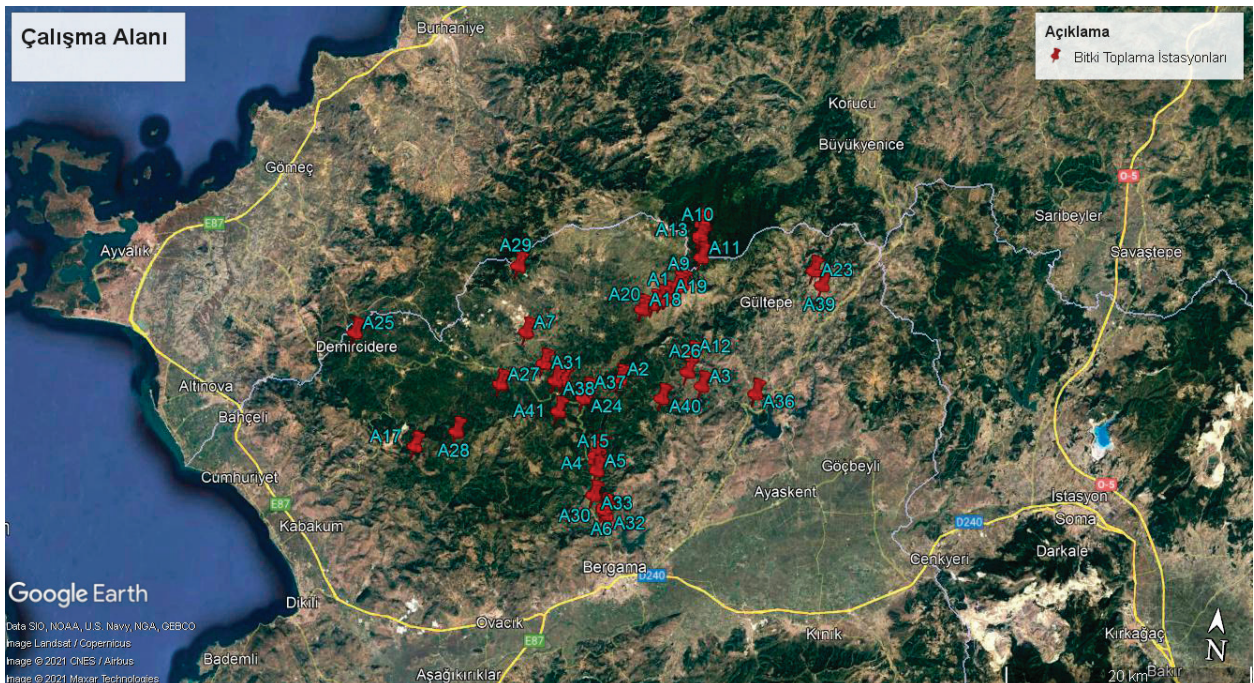 Çalışma Alanı
Açıklama
Bitki Toplama İstasyonları
Burhaniye
Korucu
Büyükyenice
Gömeç
E87
O-5
Sarıbeyler
Savaştepe
Ayvalık
A10
A13
A11
A29
A9
A23
A1
A19
A20
A18
Gültepe
A39
A25
A7
Demircidere
A12
A26
A31
A2
A27
A37
A3
A38
A36
Altınova
A24
A40
A41
Bahçeli
A17
A28
A15
A4
A5
Göçbeyli
Cumhuriyet
O-5
Ayaskent
İstasyon
E87
A33
Soma
Kabakum
A30
A32
D240
A6
Darkale
Cenkyeri
Bergama
D240
Google Earth
Dikili
Ovacık
Data SIO, NOAA, U.S. Navy, NGA, GEBCO
Kınık
Kırkağaç
E87
Image Landsat / Copernicus
N
Bademli
Image © 2021 CNES / Airbus
Aşağıkırıklar
20 km
Bakır
Image © 2021 Maxar Technologies